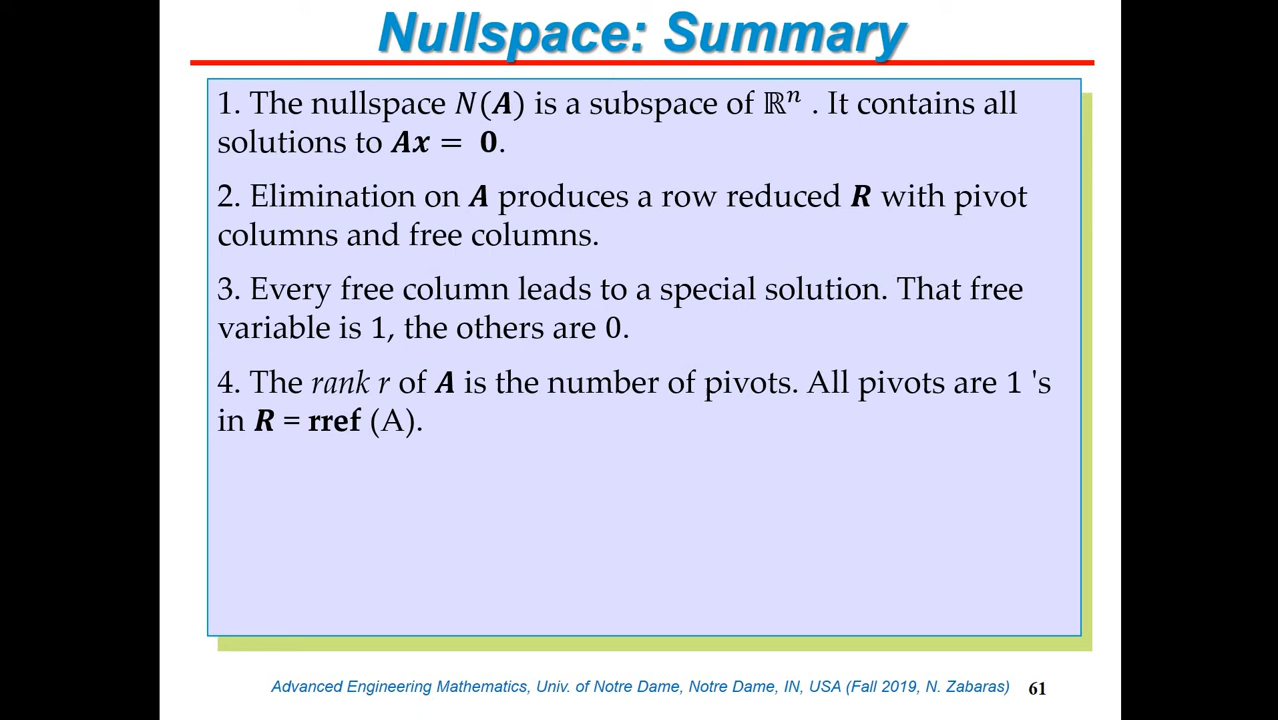 Nullspace: Summary
1. The nullspace N(A) is a subspace of ℝⁿ . It contains all
solutions to Ax = 0.
2. Elimination on A produces a row reduced R with pivot
columns and free columns.
3. Every free column leads to a special solution. That free
variable is 1, the others are 0.
4. The rank r of A is the number of pivots. All pivots are 1 's
in R = rref (A).
Advanced Engineering Mathematics, Univ. of Notre Dame, Notre Dame, IN, USA (Fall 2019, N. Zabaras) 61